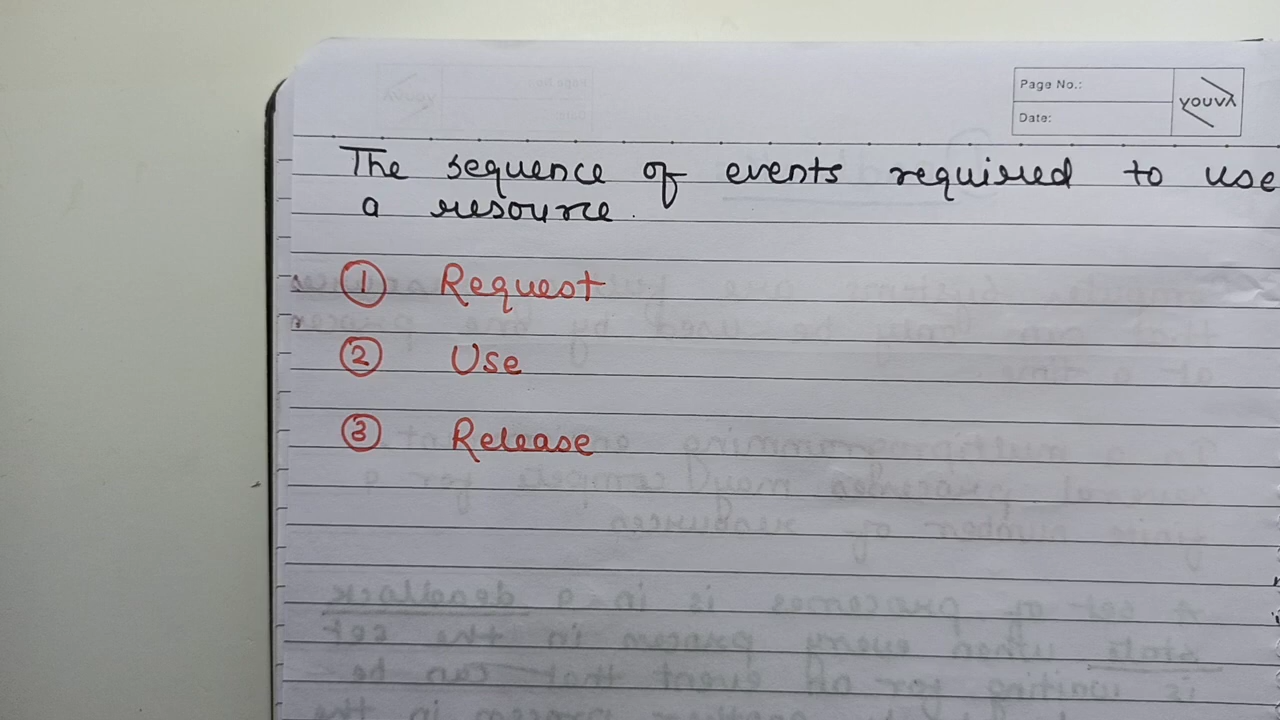 Page No.:
Date:
YOUVA
The sequence of events required to use
a resource.
① Request
② Use
③ Release